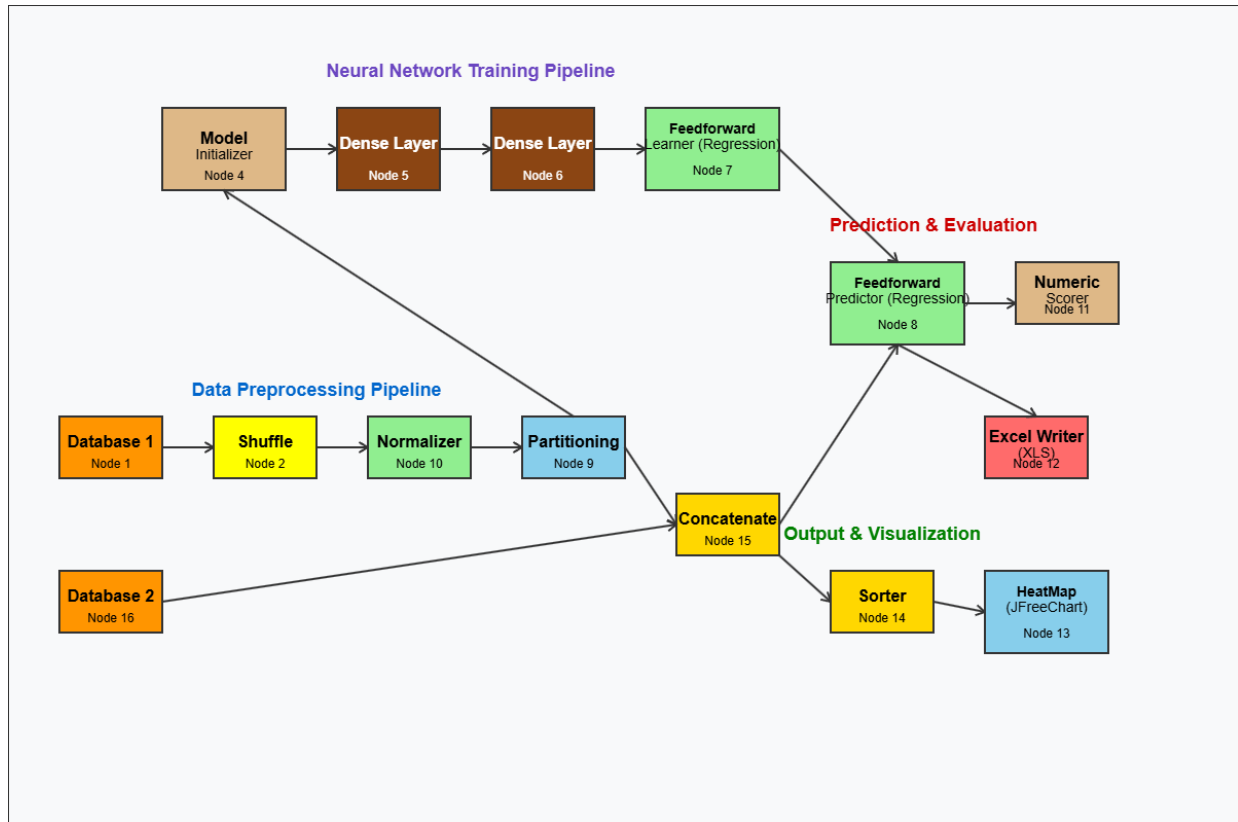 Neural Network Training Pipeline
Model
Initializer
Node 4
Dense Layer
Node 5
Dense Layer
Node 6
Feedforward
Learner (Regression)
Node 7
Prediction & Evaluation
Feedforward
Predictor (Regression)
Node 8
Numeric
Scorer
Node 11
Data Preprocessing Pipeline
Database 1
Node 1
Shuffle
Node 2
Normalizer
Node 10
Partitioning
Node 9
Excel Writer
(XLS)
Node 12
Concatenate
Node 15
Output & Visualization
Database 2
Node 16
Sorter
Node 14
HeatMap
(JFreeChart)
Node 13